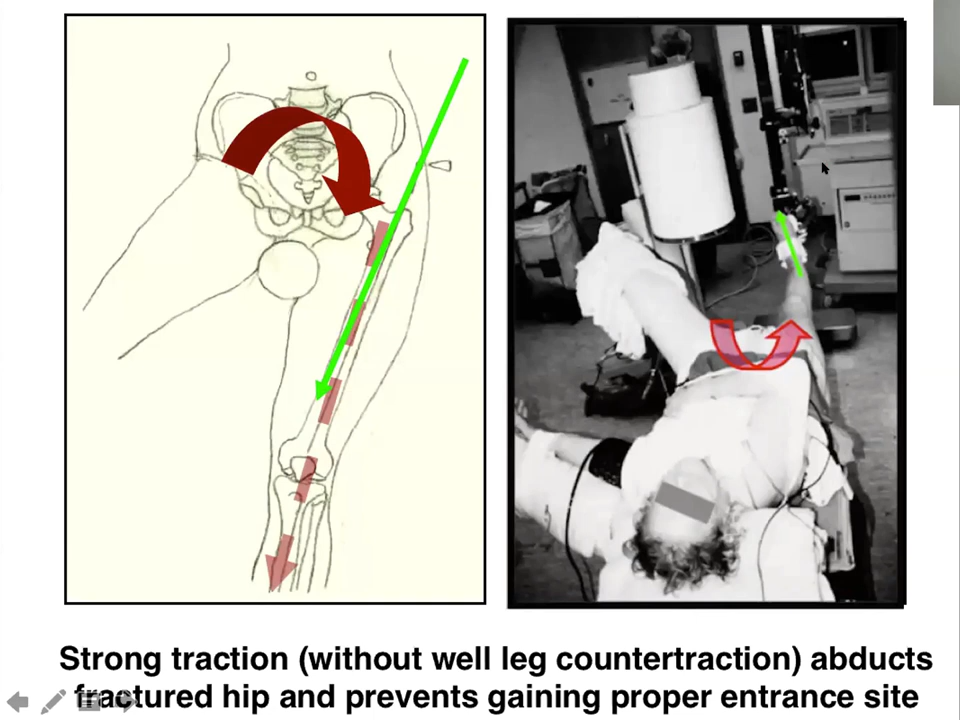 Strong traction (without well leg countertraction) abducts
fractured hip and prevents gaining proper entrance site